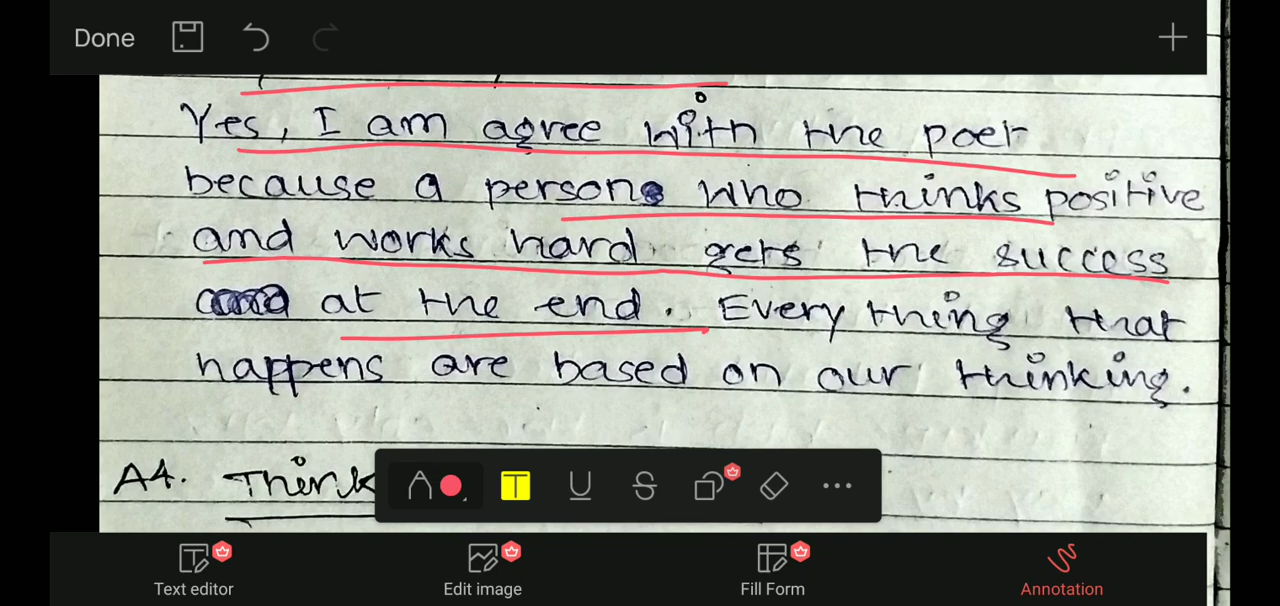 Done
Yes, I am agree with the poet
because a person who thinks positive
and works hard gets the success
at the end. Every thing that
happens are based on our thinking.
A4. Think
Text editor
Edit image
Fill Form
Annotation